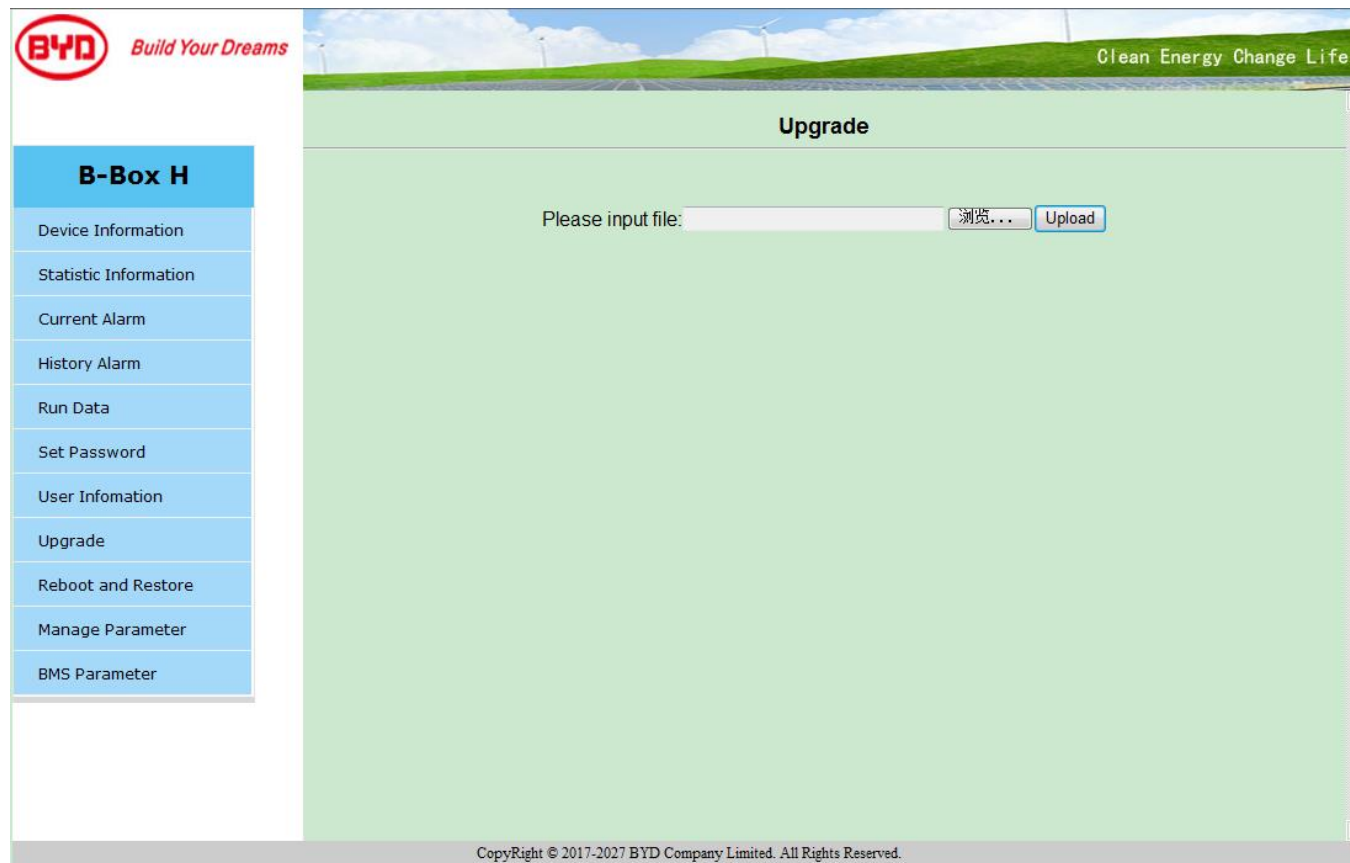 BYD Build Your Dreams
Clean Energy Change Life
Upgrade
B-Box H
Device Information
Statistic Information
Current Alarm
History Alarm
Run Data
Set Password
User Infomation
Upgrade
Reboot and Restore
Manage Parameter
BMS Parameter
Please input file: 浏览... Upload
CopyRight © 2017-2027 BYD Company Limited. All Rights Reserved.